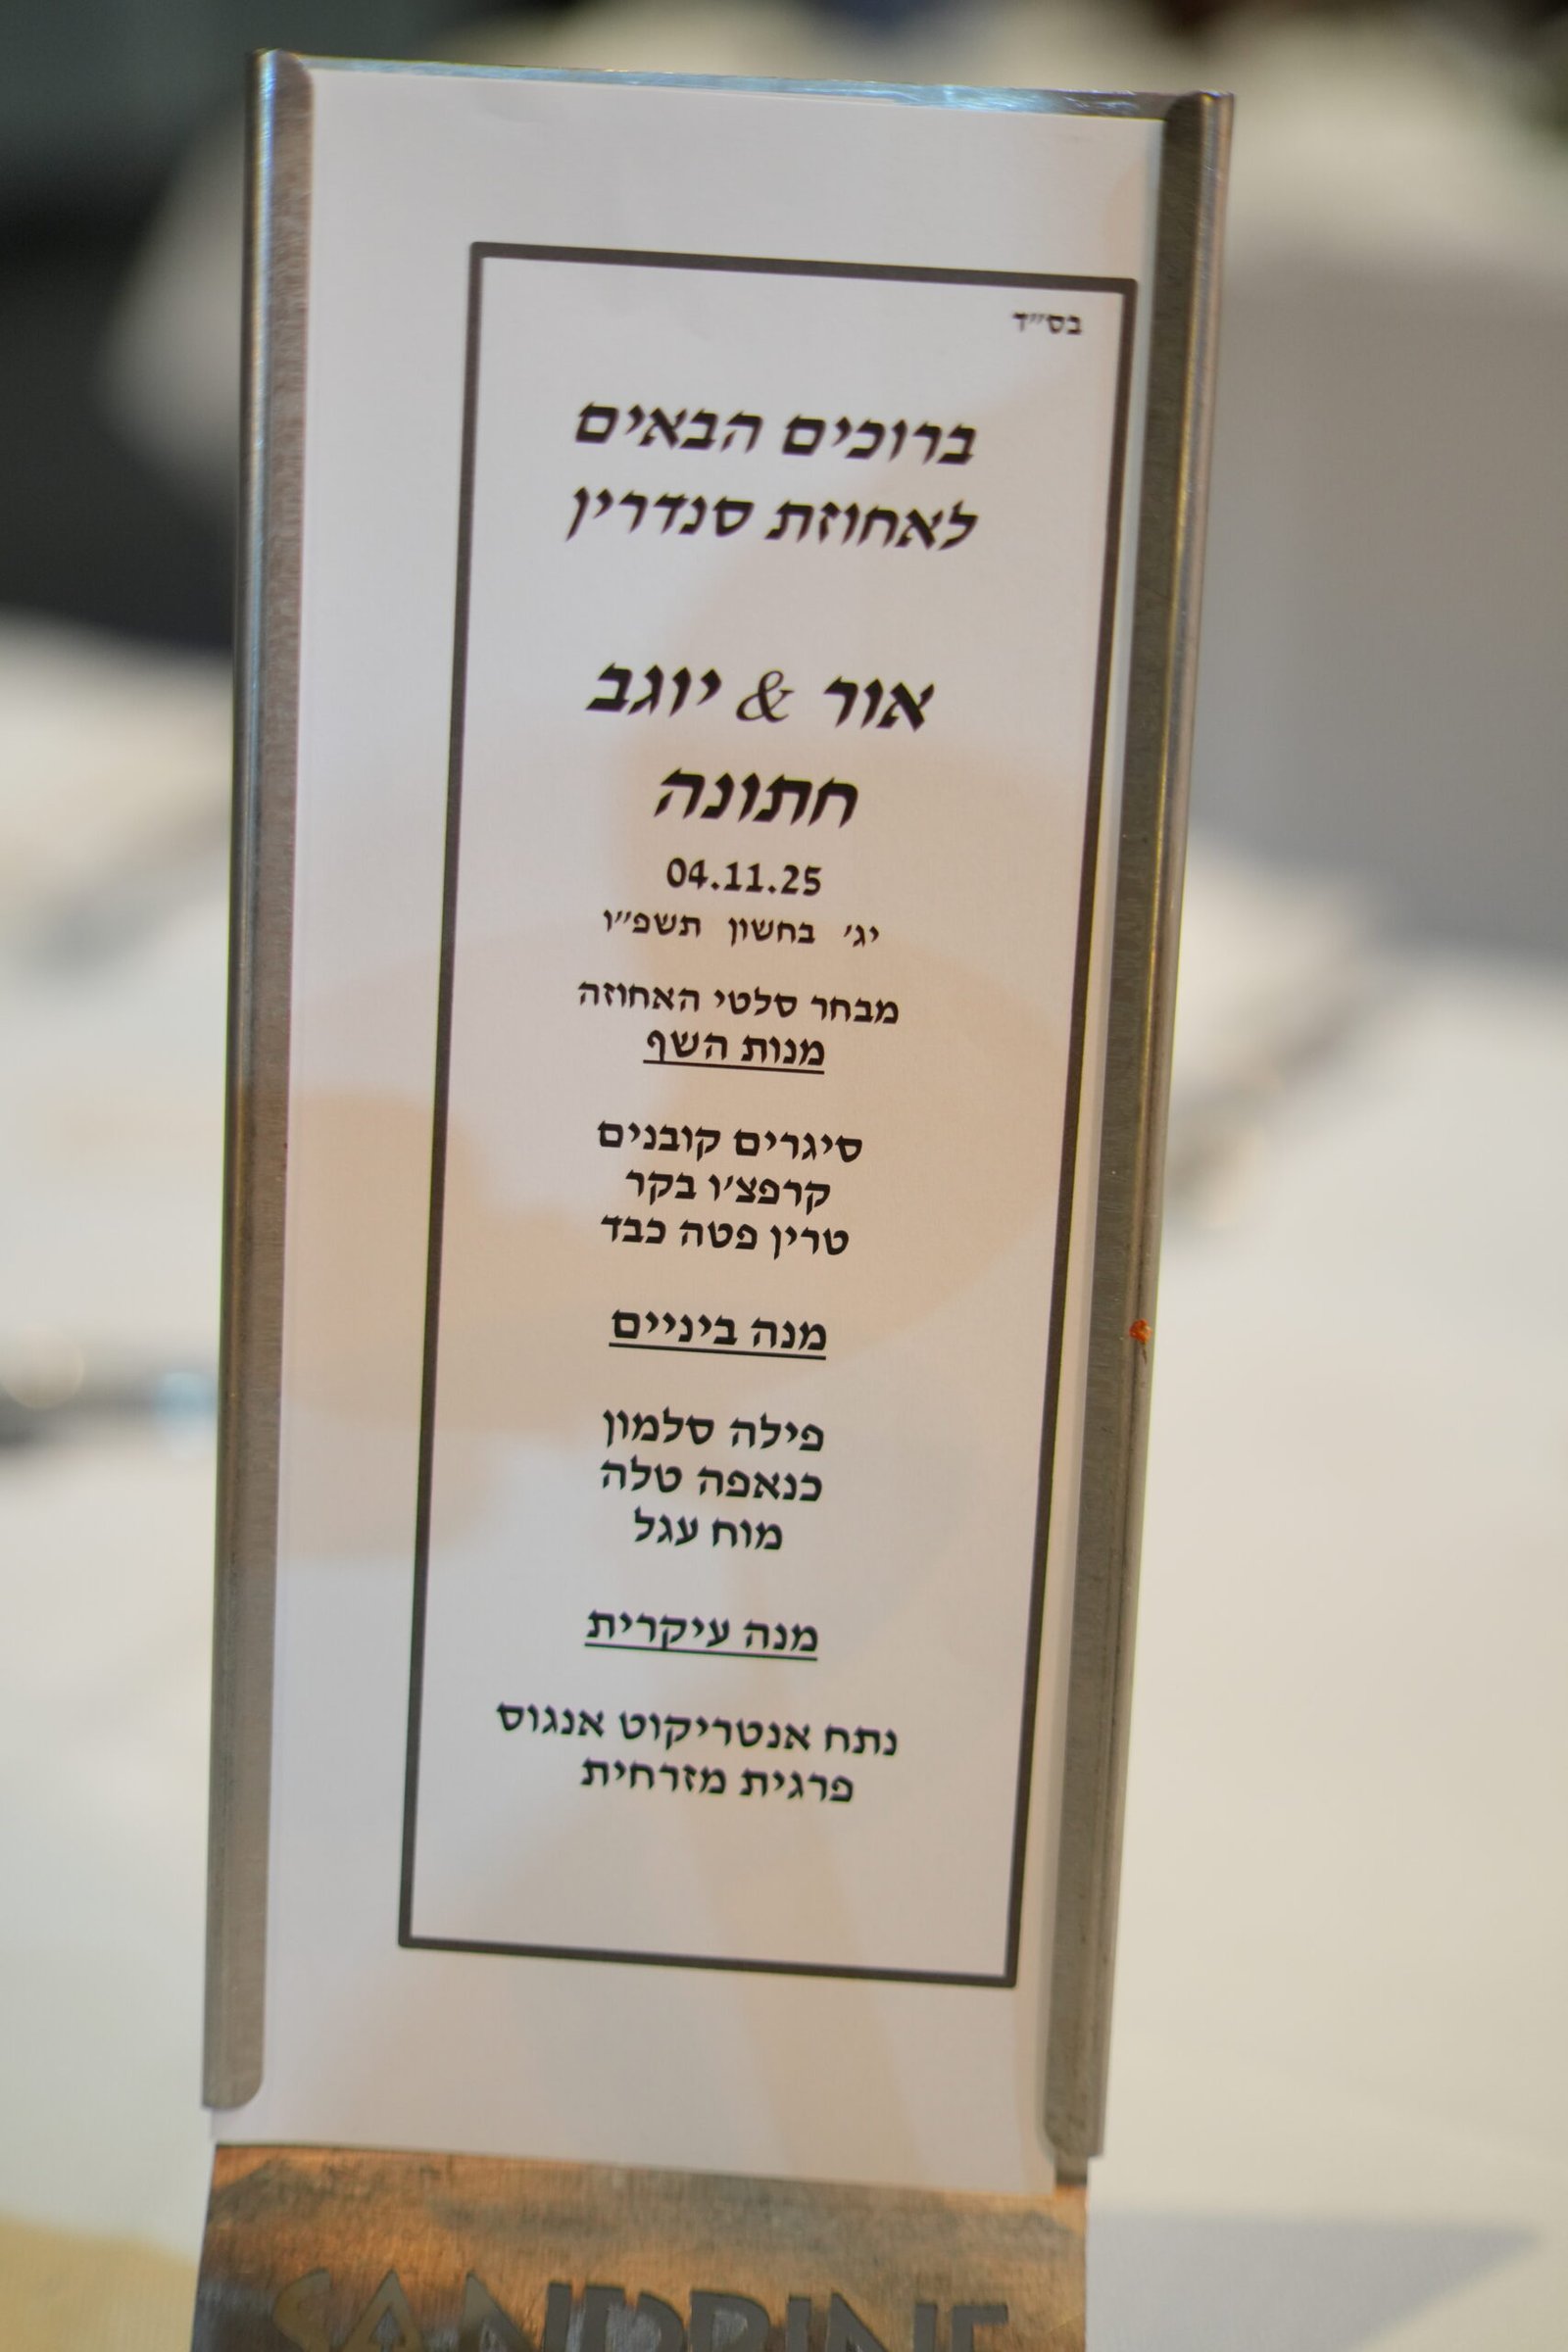 בס״ד
ברוכים הבאים
לאחוזת סנדרין
אור & יוגב
חתונה
04.11.25
יג׳ בחשון תשפ״ו
מבחר סלטי האחוזה
מנות השף
סיגרים קובנים
קרפצ׳ו בקר
טרין פטה כבד
מנה ביניים
פילה סלמון
כנאפה טלה
מוח עגל
מנה עיקרית
נתח אנטריקוט אנגוס
פרגית מזרחית
SANDRINE